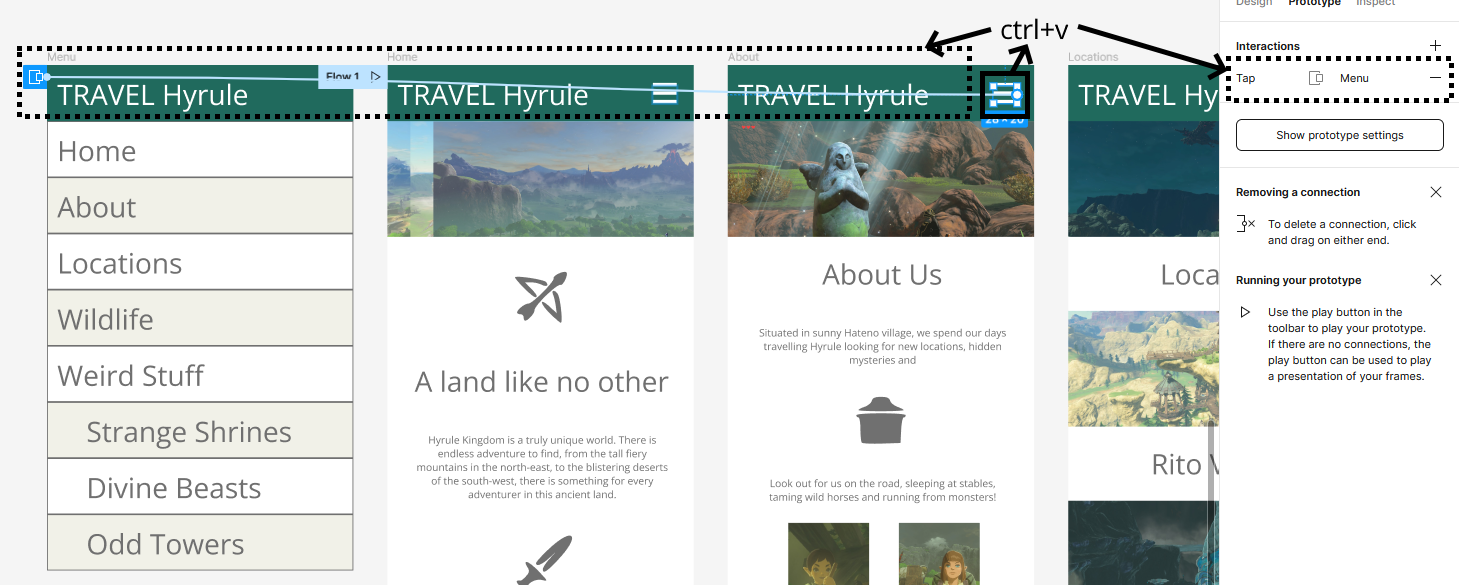 Design Prototype Inspect
ctrl+v
Menu
Home
About
Locations
Interactions
Flow 1
Tap Menu
TRAVEL Hyrule
TRAVEL Hyrule
TRAVEL Hyrule
TRAVEL Hy
28 × 20
Show prototype settings
Home
About
Locations
Wildlife
Weird Stuff
Strange Shrines
Divine Beasts
Odd Towers
A land like no other
Hyrule Kingdom is a truly unique world. There is
endless adventure to find, from the tall fiery
mountains in the north-east, to the blistering deserts
of the south-west, there is something for every
adventurer in this ancient land.
About Us
Situated in sunny Hateno village, we spend our days
travelling Hyrule looking for new locations, hidden
mysteries and
Look out for us on the road, sleeping at stables,
taming wild horses and running from monsters!
Loca
Rito
Removing a connection
To delete a connection, click
and drag on either end.
Running your prototype
Use the play button in the
toolbar to play your prototype.
If there are no connections, the
play button can be used to play
a presentation of your frames.